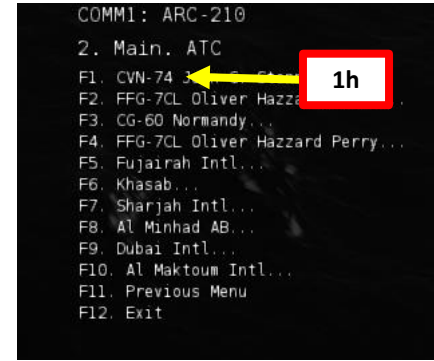 COMM1: ARC-210
2. Main. ATC
F1. CVN-74
1h
F2. FFG-7CL Oliver
F3. CG-60 Normandy...
F4. FFG-7CL Oliver Hazzard Perry...
F5. Fujairah Intl...
F6. Khasab...
F7. Sharjah Intl...
F8. Al Minhad AB...
F9. Dubai Intl...
F10. Al Maktoum Intl...
F11. Previous Menu
F12. Exit